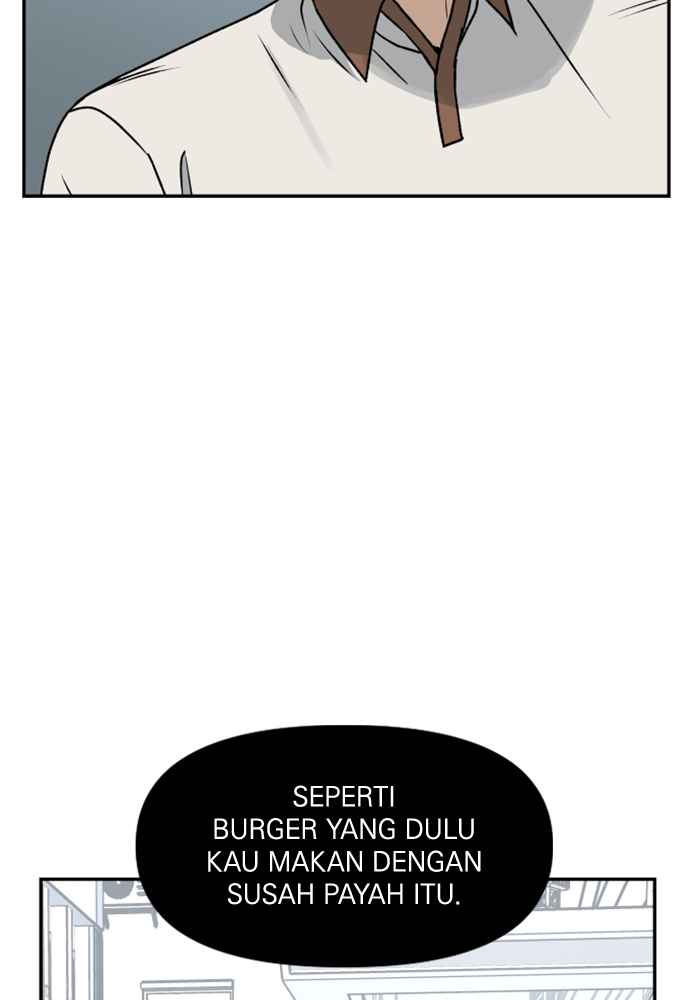 SEPERTI
BURGER YANG DULU
KAU MAKAN DENGAN
SUSAH PAYAH ITU.